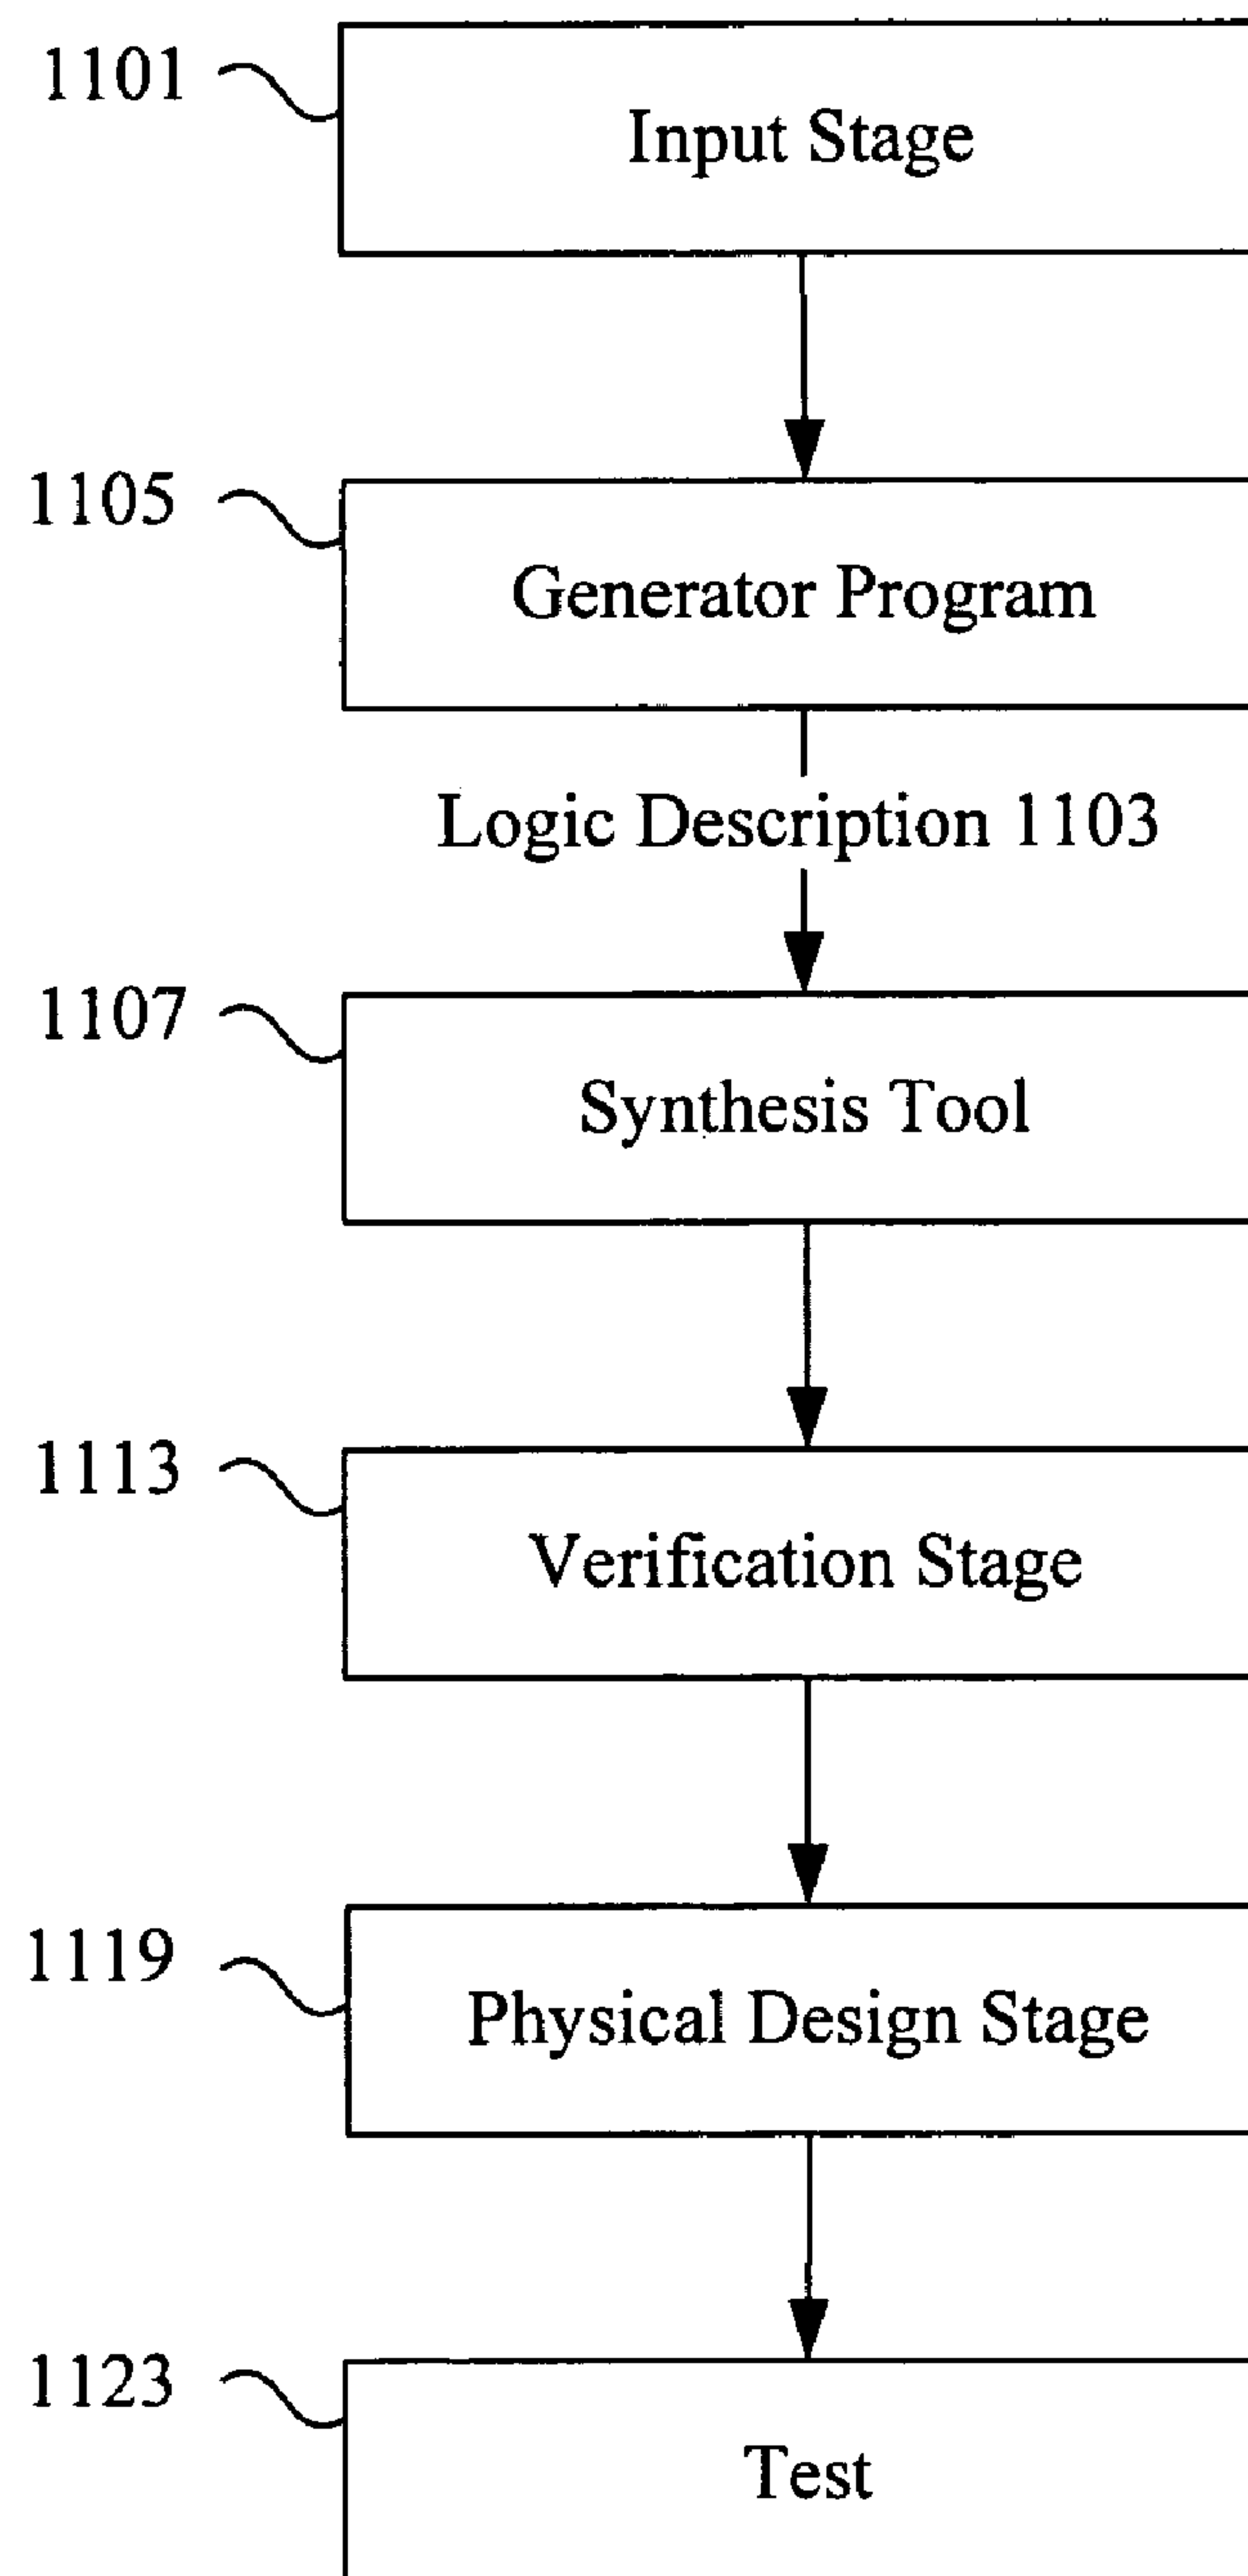 1101
Input Stage
1105
Generator Program
Logic Description 1103
1107
Synthesis Tool
1113
Verification Stage
1119
Physical Design Stage
1123
Test